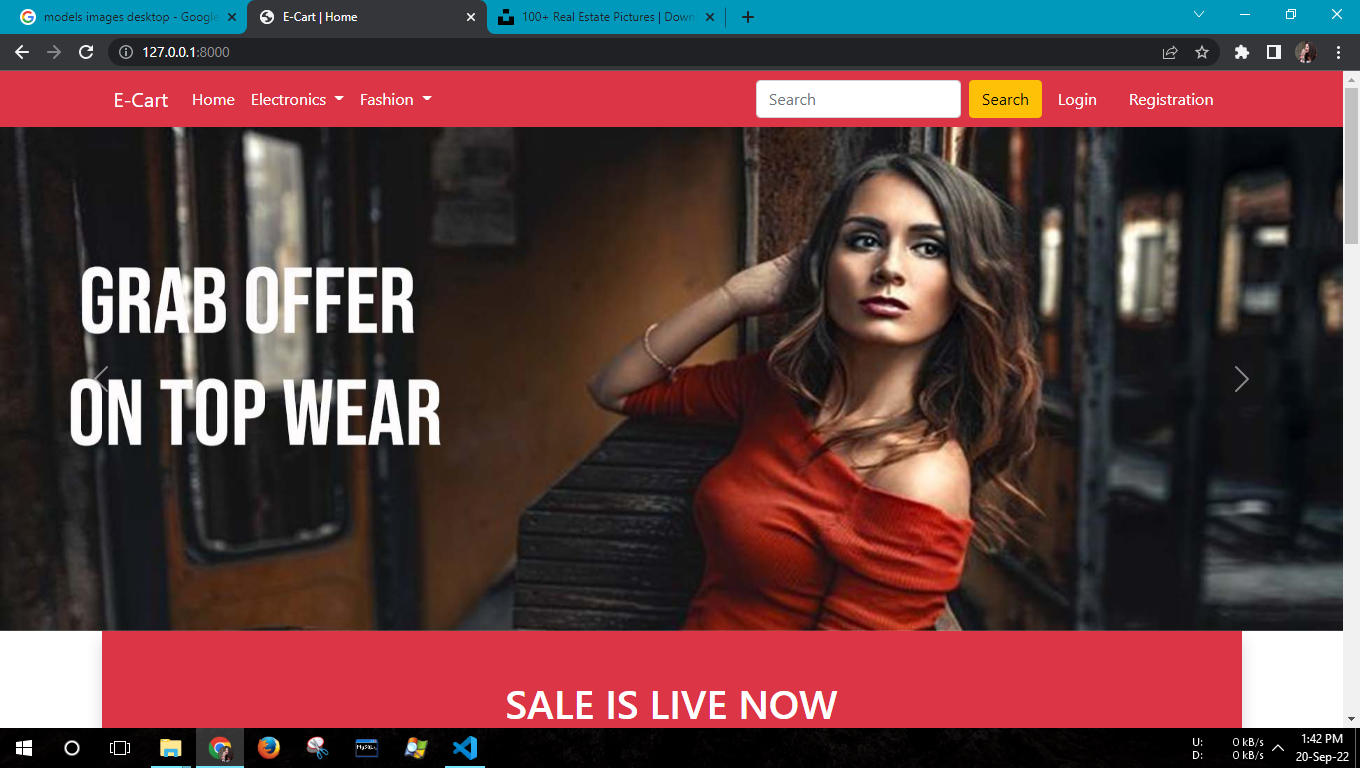 models images desktop - Google
E-Cart | Home
100+ Real Estate Pictures | Down
127.0.0.1:8000
E-Cart Home Electronics Fashion Search Search Login Registration
GRAB OFFER
ON TOP WEAR
SALE IS LIVE NOW
MySQL
U: 0 kB/s
D: 0 kB/s
1:42 PM
20-Sep-22